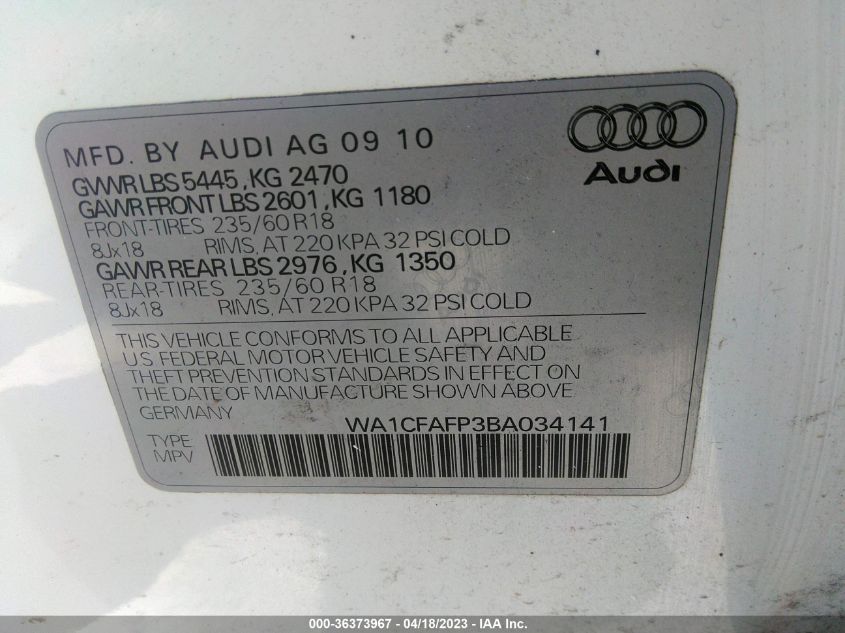 MFD. BY AUDI AG 09 10
Audi
GVWR LBS 5445, KG 2470
GAWR FRONT LBS 2601, KG 1180
FRONT-TIRES 235/60 R18
8Jx18 RIMS, AT 220 KPA 32 PSI COLD
GAWR REAR LBS 2976, KG 1350
REAR-TIRES 235/60 R18
8Jx18 RIMS, AT 220 KPA 32 PSI COLD
THIS VEHICLE CONFORMS TO ALL APPLICABLE
U.S. FEDERAL MOTOR VEHICLE SAFETY AND
THEFT PREVENTION STANDARDS IN EFFECT ON
THE DATE OF MANUFACTURE SHOWN ABOVE
GERMANY
WA1CFAFP3BA034141
TYPE
MPV
000-36373967 - 04/18/2023 - IAA Inc.